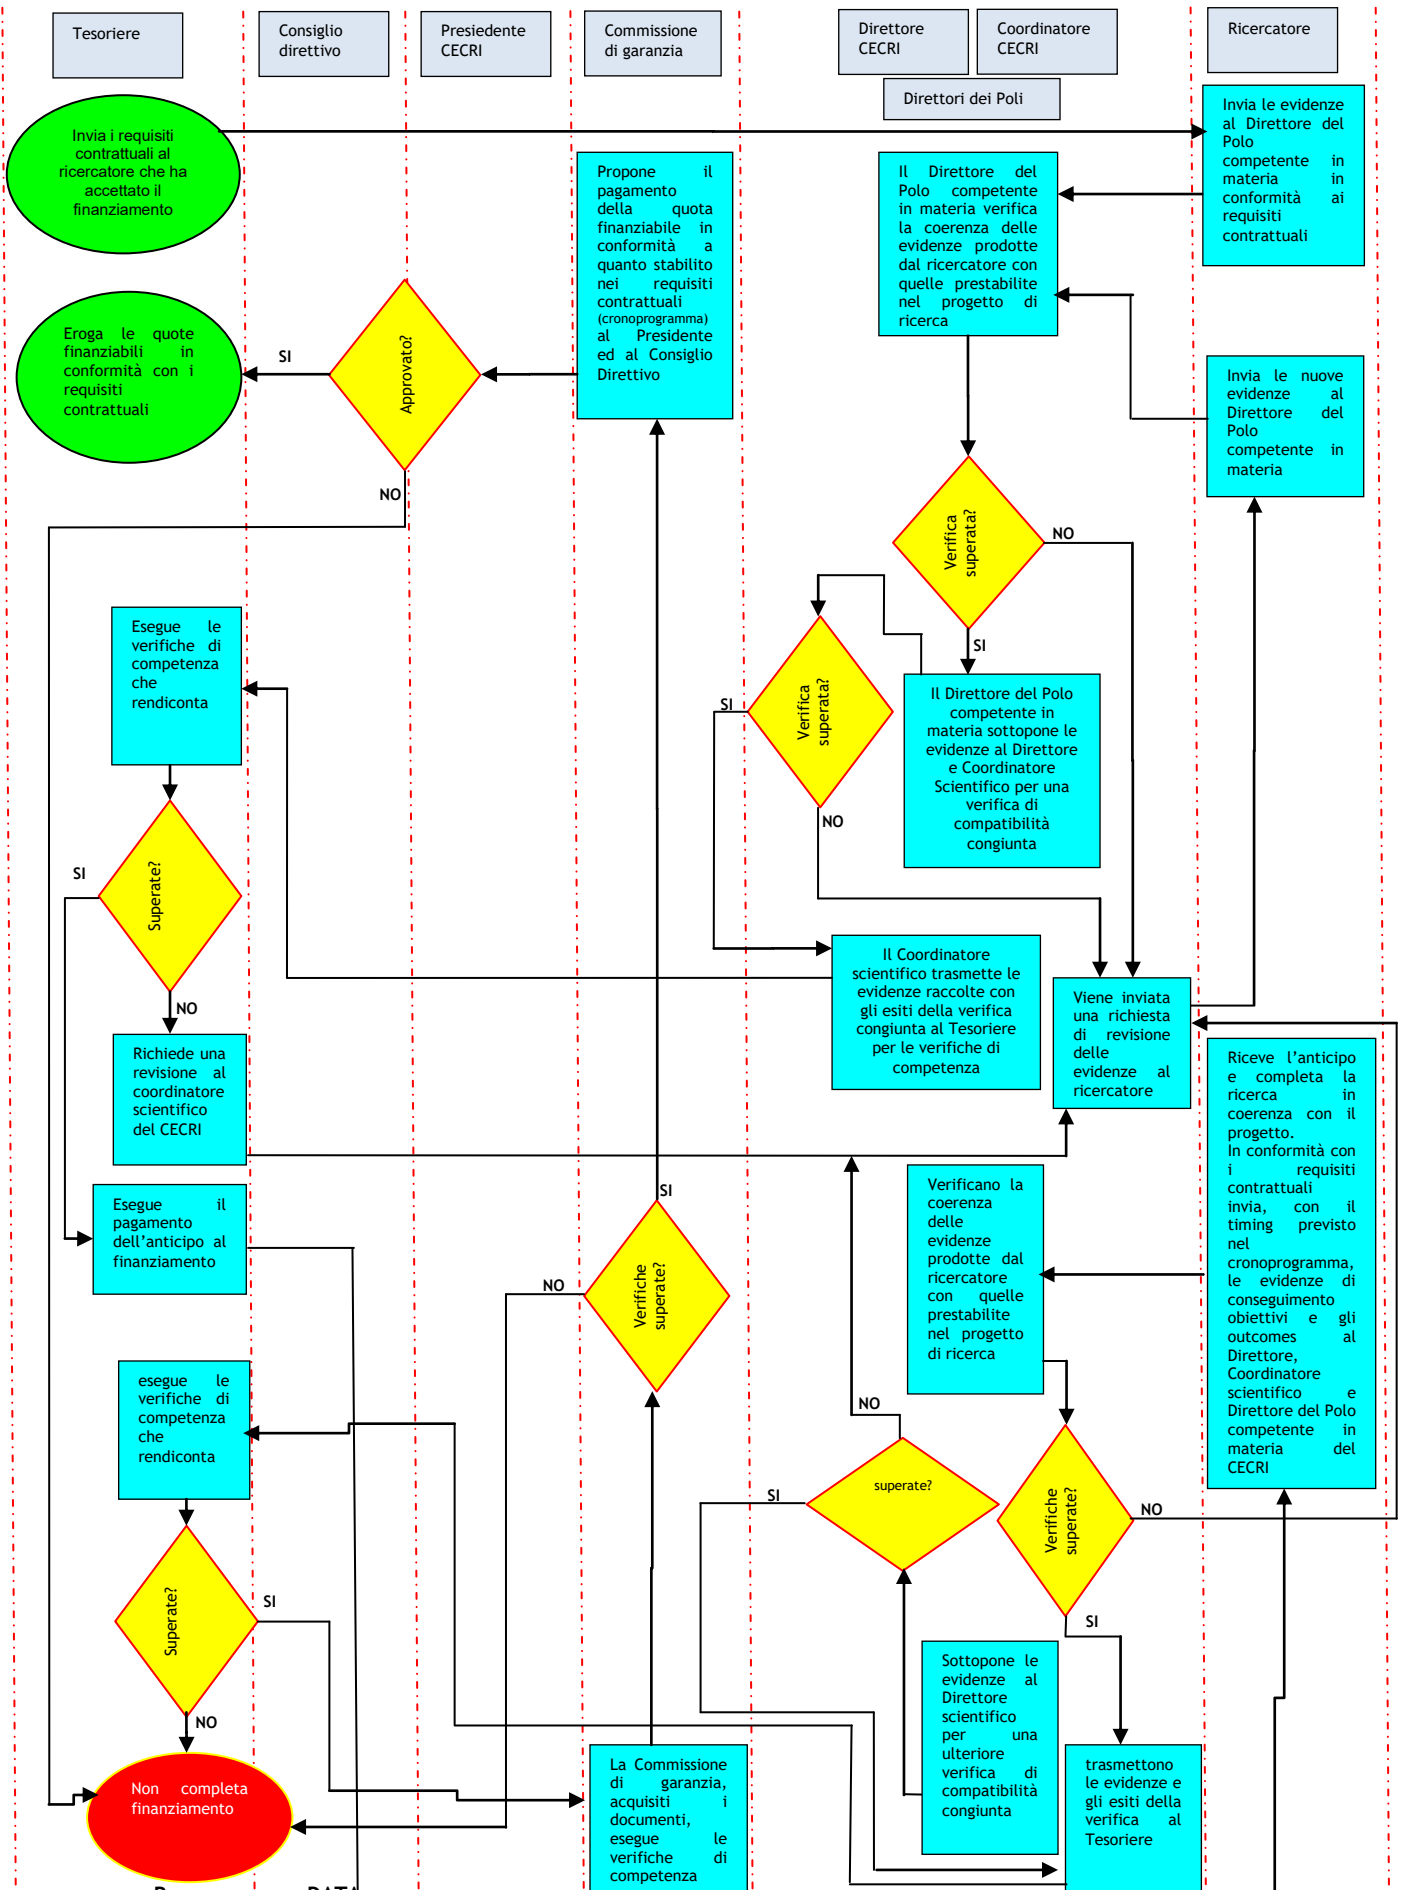 Tesoriere
Consiglio
direttivo
Presiedente
CECRI
Commissione
di garanzia
Direttore
CECRI
Coordinatore
CECRI
Ricercatore
Direttori dei Poli
Invia i requisiti
contrattuali al
ricercatore che ha
accettato il
finanziamento
Invia le evidenze
al Direttore del
Polo
competente in
materia in
conformità ai
requisiti
contrattuali
Propone il
pagamento
della quota
finanziabile in
conformità a
quanto stabilito
nei requisiti
contrattuali
(cronoprogramma)
al Presidente
ed al Consiglio
Direttivo
Il Direttore del
Polo competente
in materia verifica
la coerenza delle
evidenze prodotte
dal ricercatore con
quelle prestabilite
nel progetto di
ricerca
Eroga le quote
finanziabili in
conformità con i
requisiti
contrattuali
SI
Approvato?
NO
Invia le nuove
evidenze al
Direttore del
Polo
competente in
materia
Verifica
superata?
NO
SI
Esegue le
verifiche di
competenza
che
rendiconta
Verifica
superata?
SI
NO
Il Direttore del Polo
competente in
materia sottopone le
evidenze al Direttore
e Coordinatore
Scientifico per una
verifica di
compatibilità
congiunta
Superate?
SI
NO
Il Coordinatore
scientifico trasmette le
evidenze raccolte con
gli esiti della verifica
congiunta al Tesoriere
per le verifiche di
competenza
Viene inviata
una richiesta
di revisione
delle
evidenze al
ricercatore
Richiede una
revisione al
coordinatore
scientifico
del CECRI
Riceve l'anticipo
e completa la
ricerca in
coerenza con il
progetto.
In conformità con
i requisiti
contrattuali
invia, con il
timing previsto
nel
cronoprogramma,
le evidenze di
conseguimento
obiettivi e gli
outcomes al
Direttore,
Coordinatore
scientifico e
Direttore del Polo
competente in
materia del
CECRI
Esegue il
pagamento
dell'anticipo al
finanziamento
SI
Verifiche
superate?
NO
Verificano la
coerenza
delle
evidenze
prodotte dal
ricercatore
con quelle
prestabilite
nel progetto
di ricerca
esegue le
verifiche di
competenza
che
rendiconta
NO
superate?
SI
Verifiche
superate?
NO
SI
Superate?
SI
NO
Sottopone le
evidenze al
Direttore
scientifico
per una
ulteriore
verifica di
compatibilità
congiunta
trasmettono
le evidenze e
gli esiti della
verifica al
Tesoriere
La Commissione
di garanzia,
acquisiti i
documenti,
esegue le
verifiche di
competenza
Non completa
finanziamento
DATA